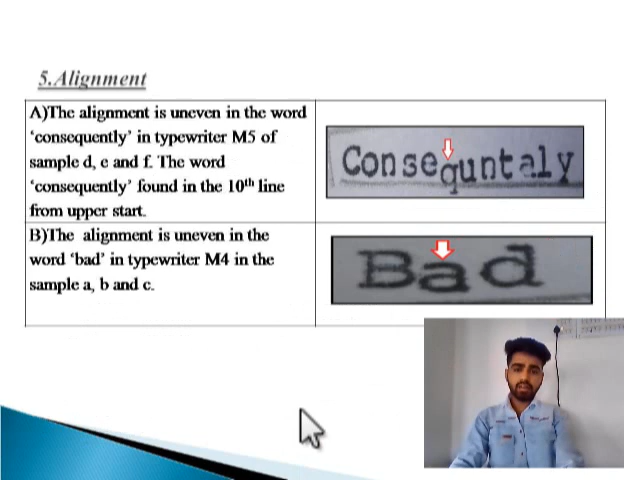 5.Alignment
A)The alignment is uneven in the word
‘consequently’ in typewriter M5 of
sample d, e and f. The word
‘consequently’ found in the 10th line
from upper start.
Consequntaly
B)The alignment is uneven in the
word ‘bad’ in typewriter M4 in the
sample a, b and c.
Bad